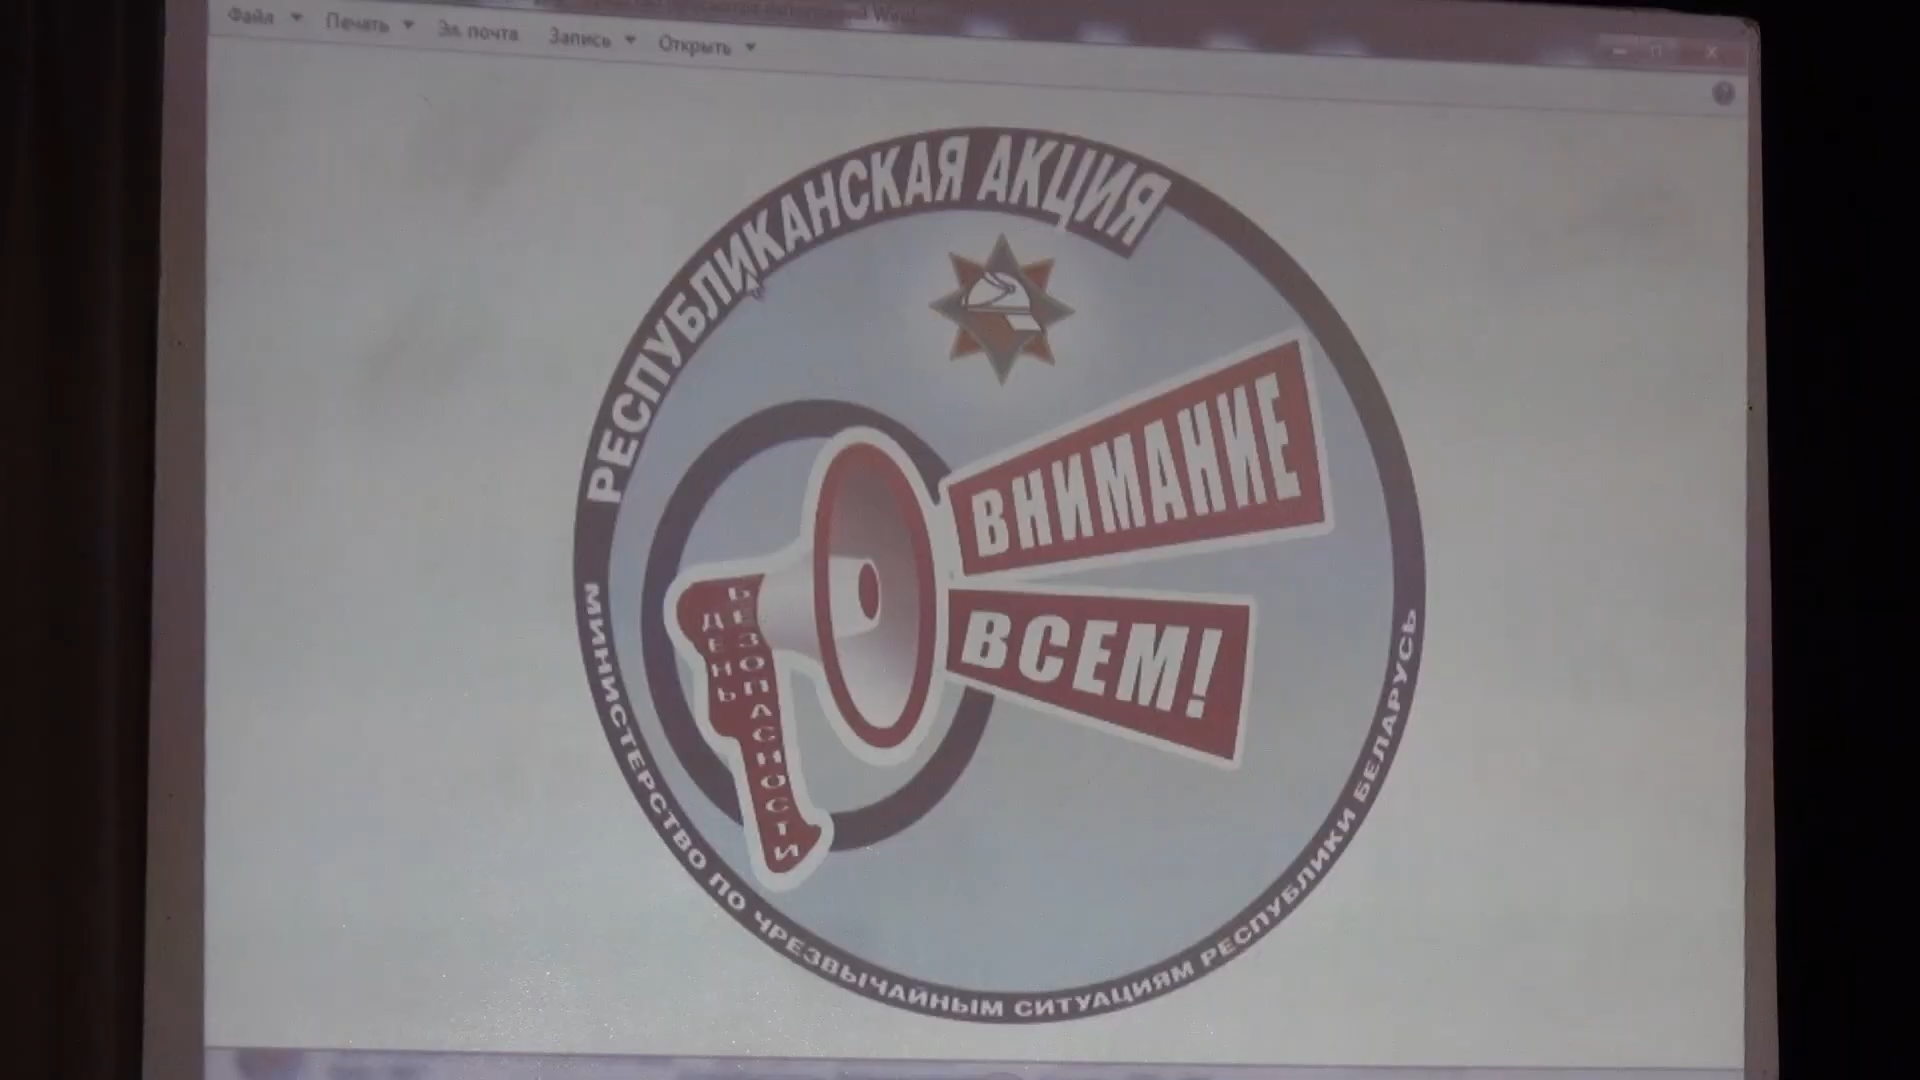 Файл Печать Эл. почта Запись Открыть
РЕСПУБЛИКАНСКАЯ АКЦИЯ
ВНИМАНИЕ
ВСЕМ!
ДЕНЬ
БЕЗОПАСНОСТИ
МИНИСТЕРСТВО ПО ЧРЕЗВЫЧАЙНЫМ СИТУАЦИЯМ РЕСПУБЛИКИ БЕЛАРУСЬ